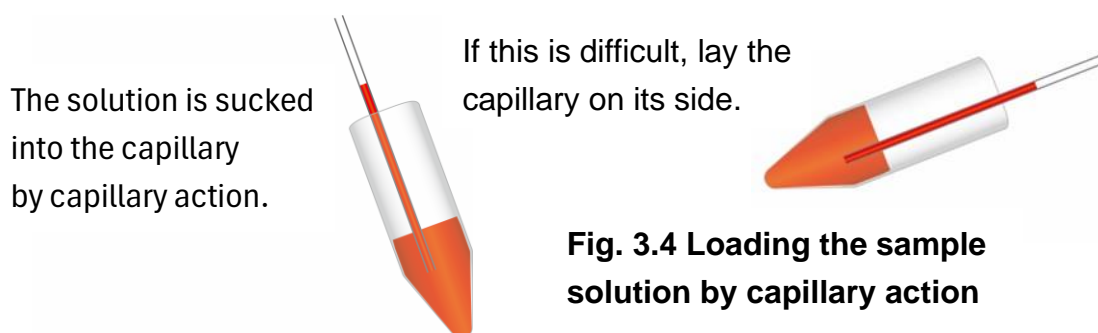 The solution is sucked
into the capillary
by capillary action.
If this is difficult, lay the
capillary on its side.
Fig. 3.4 Loading the sample
solution by capillary action